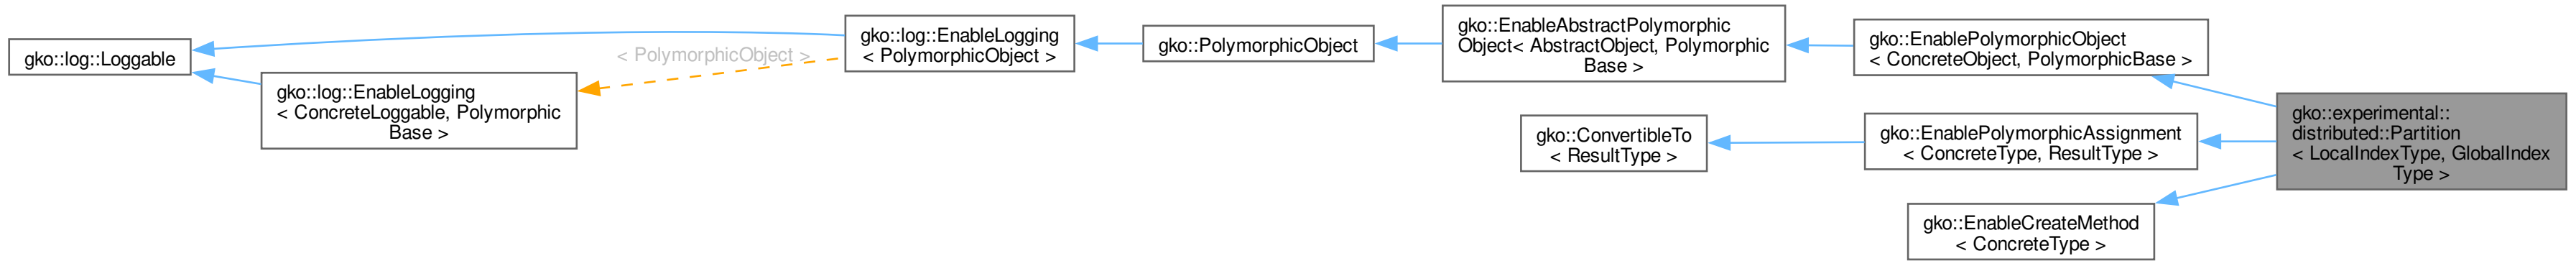 gko::log::Loggable
gko::log::EnableLogging
< ConcreteLoggable, Polymorphic
Base >
< PolymorphicObject >
gko::log::EnableLogging
< PolymorphicObject >
gko::PolymorphicObject
gko::EnableAbstractPolymorphic
Object< AbstractObject, Polymorphic
Base >
gko::EnablePolymorphicObject
< ConcreteObject, PolymorphicBase >
gko::ConvertibleTo
< ResultType >
gko::EnablePolymorphicAssignment
< ConcreteType, ResultType >
gko::EnableCreateMethod
< ConcreteType >
gko::experimental::
distributed::Partition
< LocalIndexType, GlobalIndex
Type >